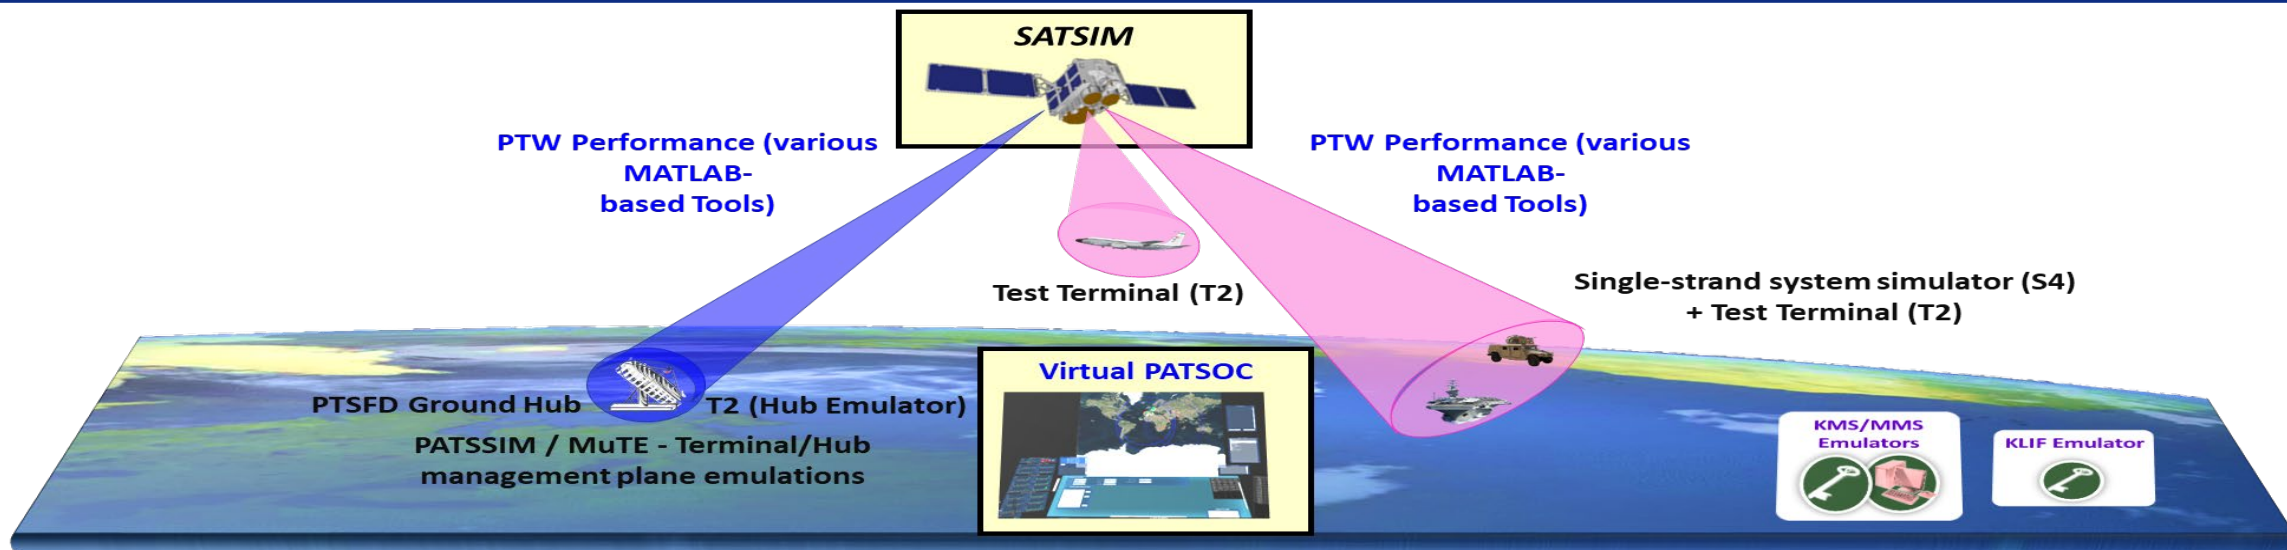 SATSIM
PTW Performance (various
MATLAB-
based Tools)
PTW Performance (various
MATLAB-
based Tools)
Test Terminal (T2)
Single-strand system simulator (S4)
+ Test Terminal (T2)
Virtual PATSOC
PTSFD Ground Hub
T2 (Hub Emulator)
PATSSIM / MuTE - Terminal/Hub
management plane emulations
KMS/MMS
Emulators
KLIF Emulator